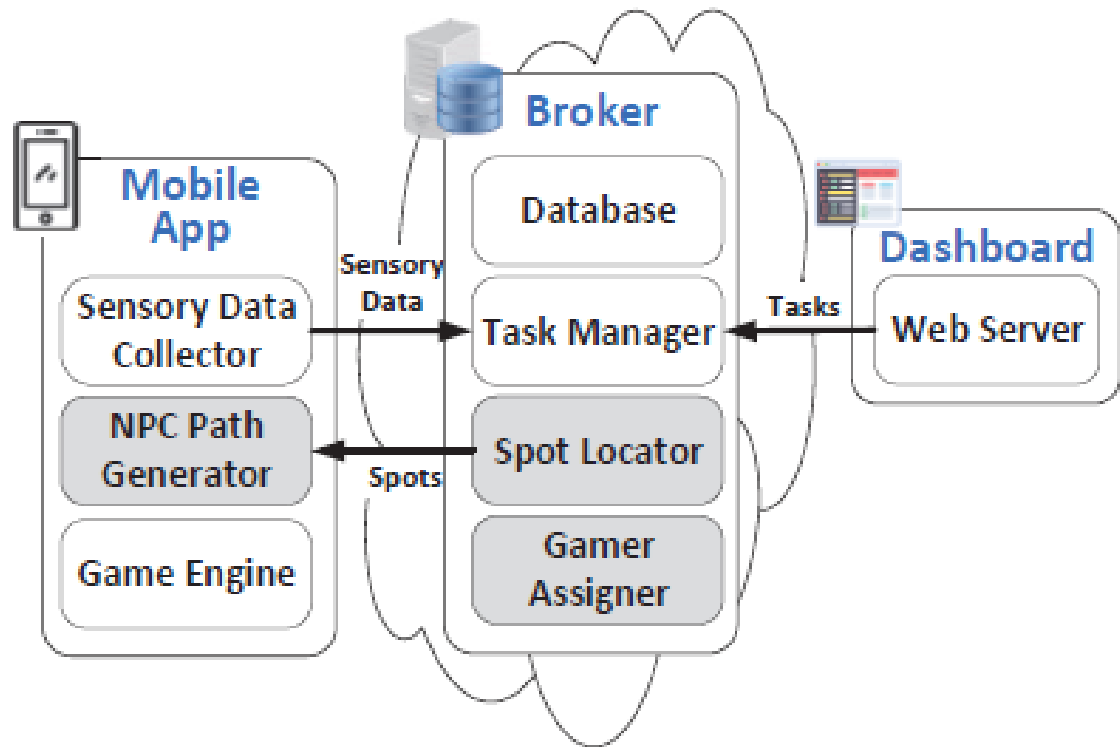 Broker
Database
Task Manager
Spot Locator
Gamer
Assigner
Mobile
App
Sensory Data
Collector
NPC Path
Generator
Game Engine
Sensory
Data
Spots
Tasks
Dashboard
Web Server